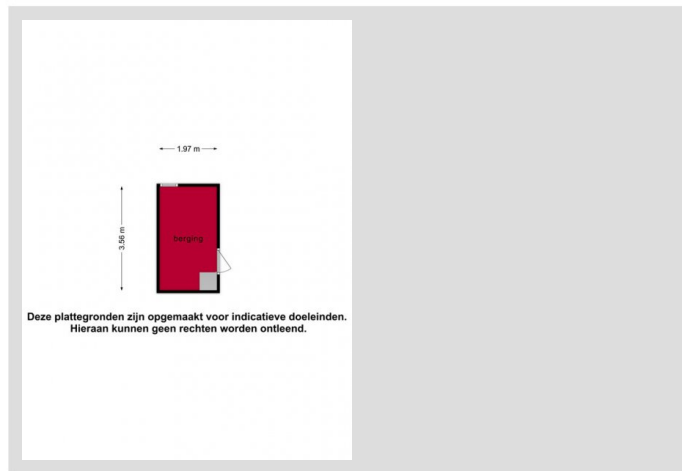 1.97 m
3.56 m
berging
Deze plattegronden zijn opgemaakt voor indicatieve doeleinden.
Hieraan kunnen geen rechten worden ontleend.